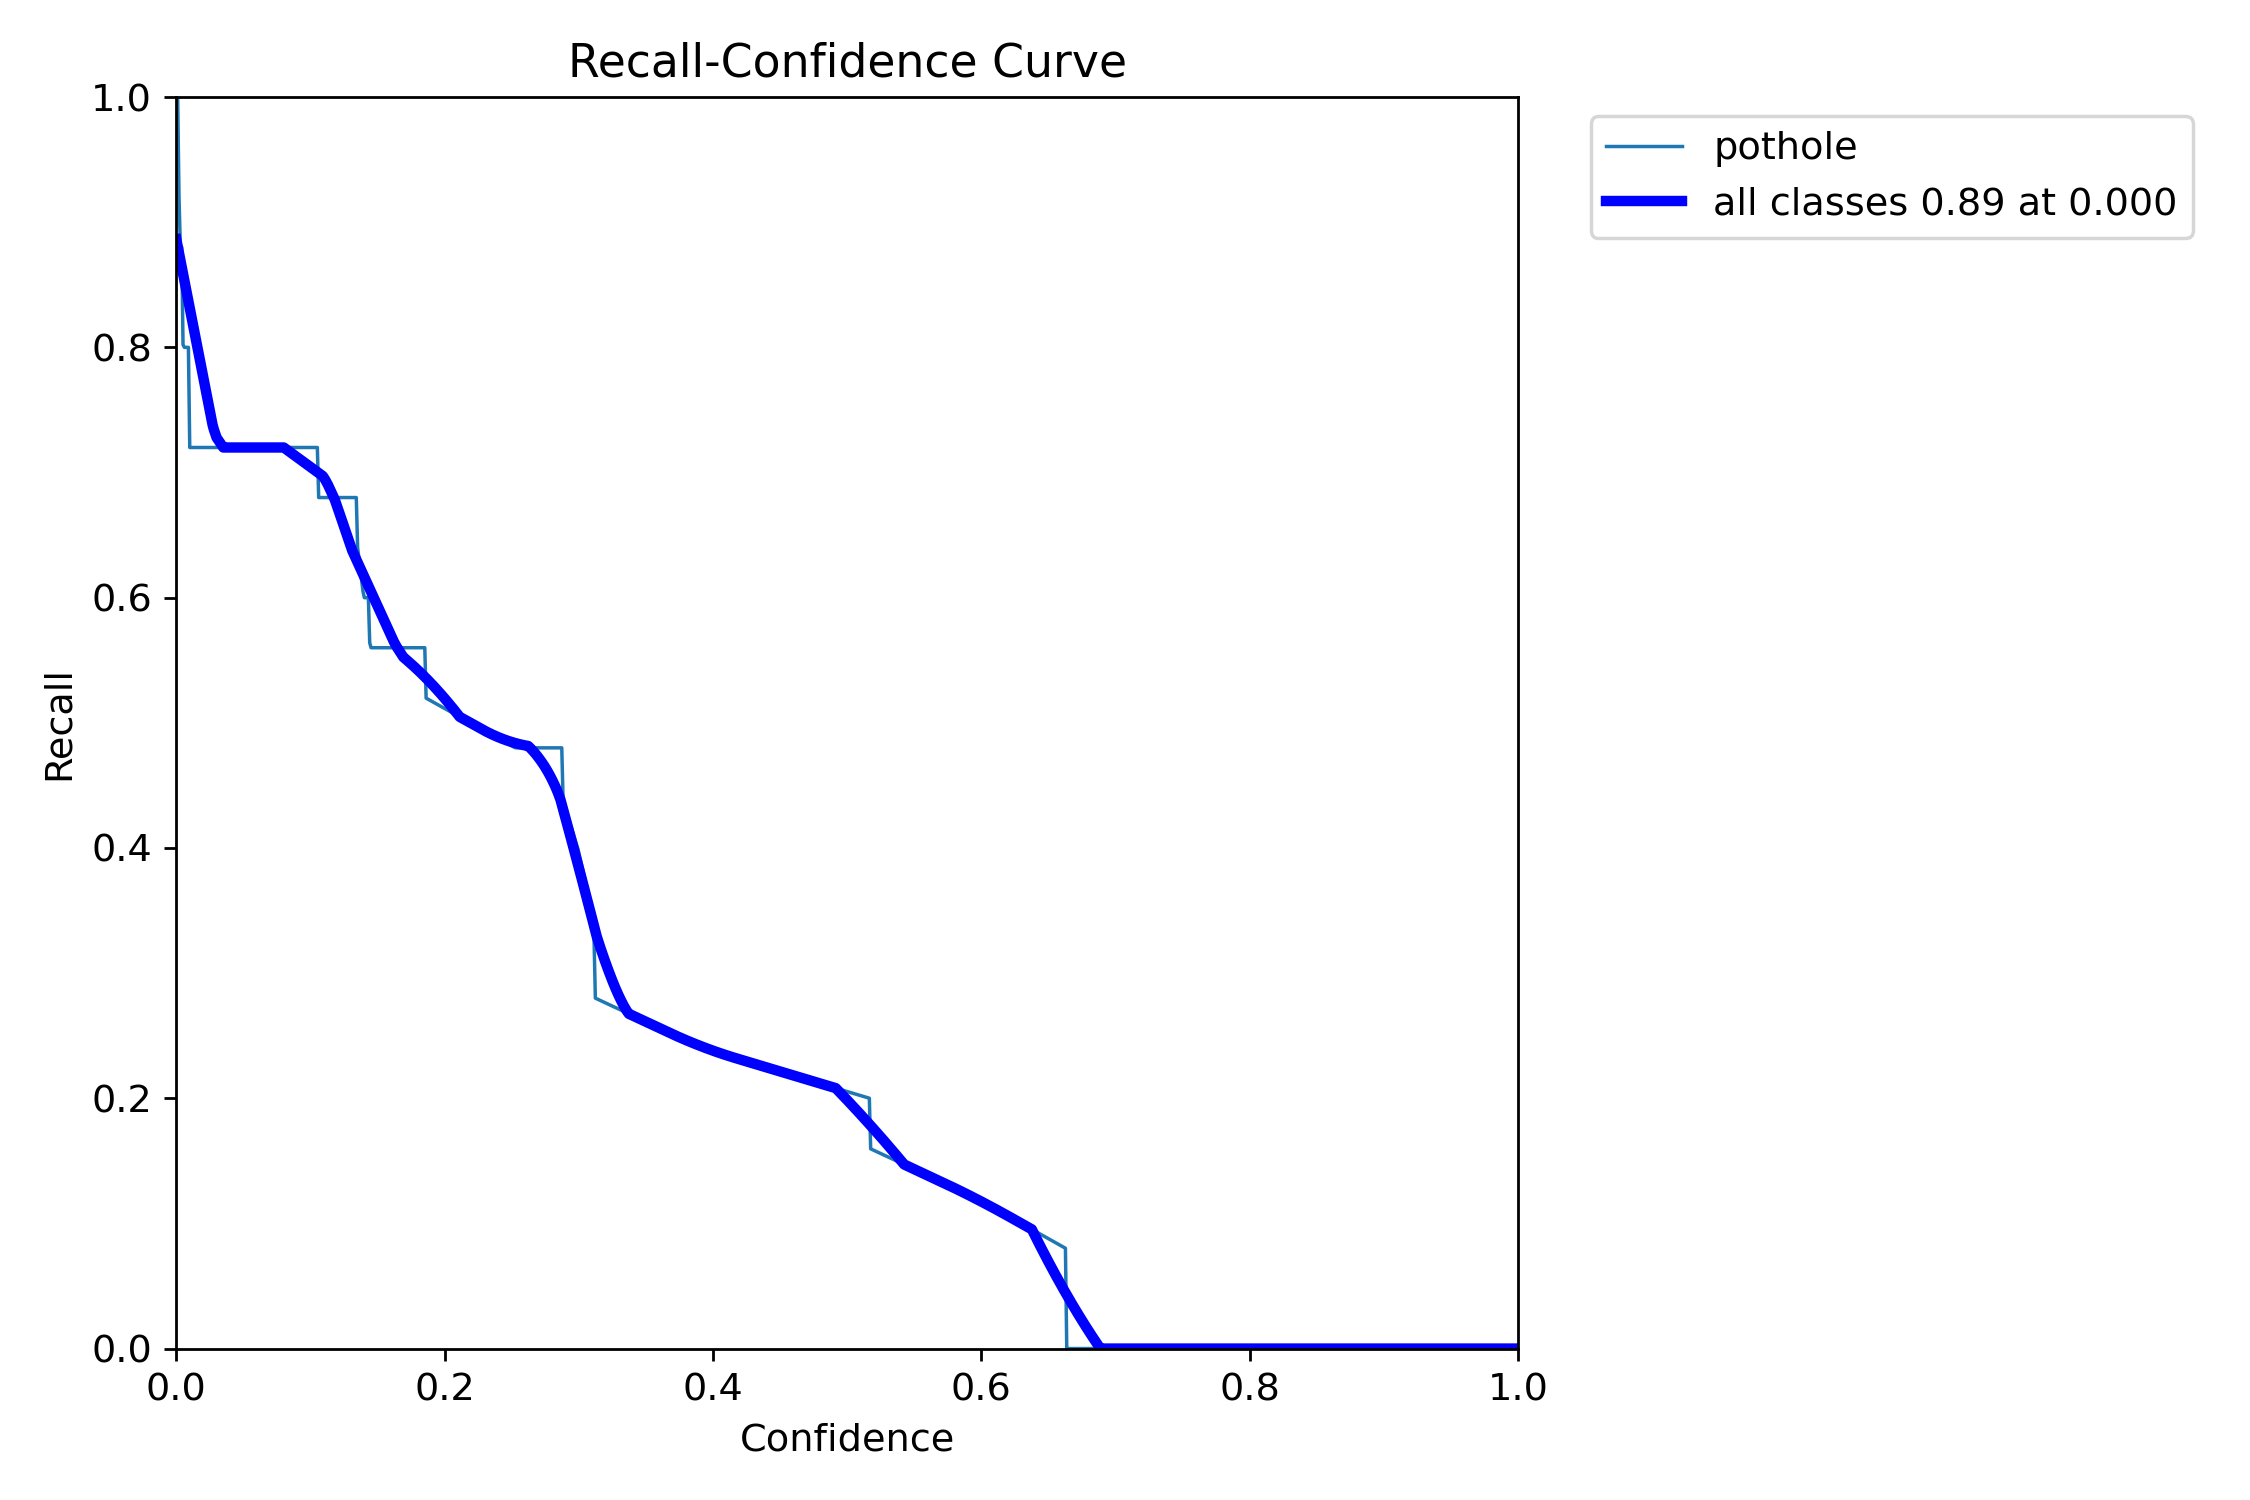 Recall-Confidence Curve
1.0
0.8
0.6
0.4
0.2
0.0
Recall
0.0 0.2 0.4 0.6 0.8 1.0
Confidence
pothole
all classes 0.89 at 0.000